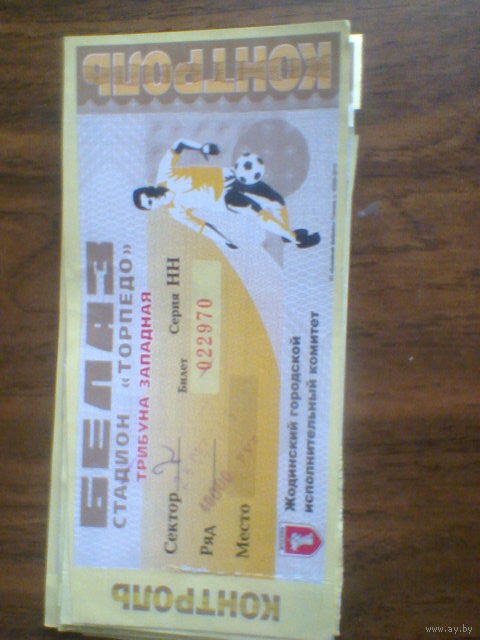 КОНТРОЛЬ
БЕЛАЗ
СТАДИОН «ТОРПЕДО»
ТРИБУНА ЗАПАДНАЯ
Билет Серия НН
022970
Сектор
Ряд
Место
Жодинский городской
исполнительный комитет
КОНТРОЛЬ
www.ay.by